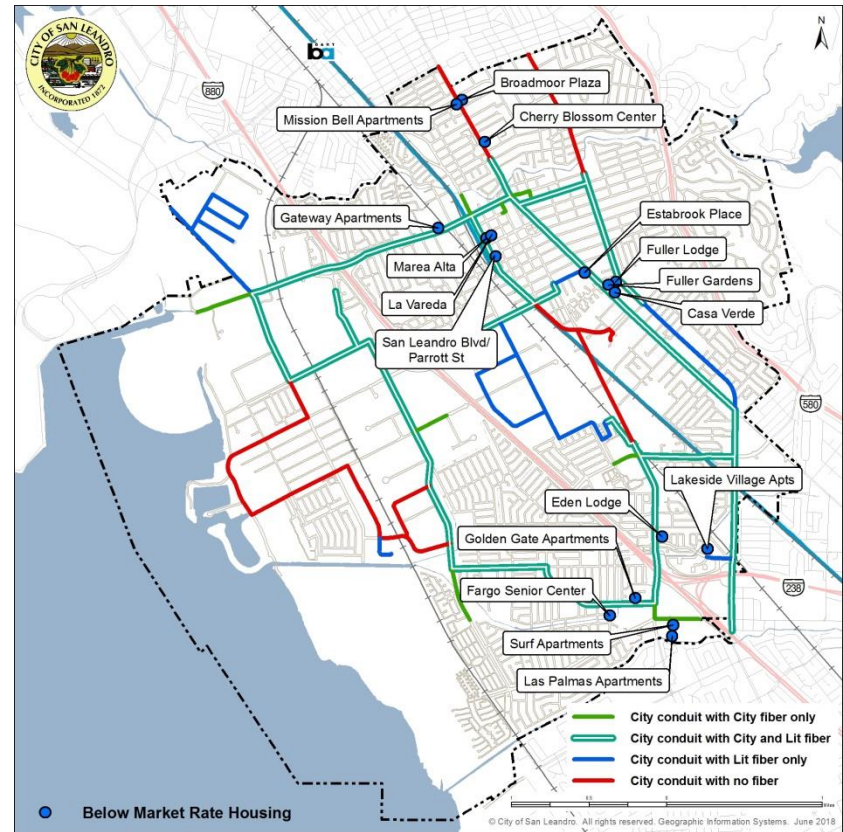 CITY OF SAN LEANDRO
INCORPORATED 1872
N
880
Broadmoor Plaza
Mission Bell Apartments
Cherry Blossom Center
Gateway Apartments
Estabrook Place
Marea Alta
Fuller Lodge
La Vareda
Fuller Gardens
Casa Verde
San Leandro Blvd/
Parrott St
580
Lakeside Village Apts
Eden Lodge
Golden Gate Apartments
238
Fargo Senior Center
Surf Apartments
Las Palmas Apartments
City conduit with City fiber only
City conduit with City and Lit fiber
City conduit with Lit fiber only
City conduit with no fiber
Below Market Rate Housing
© City of San Leandro. All rights reserved. Geographic Information Systems. June 2018